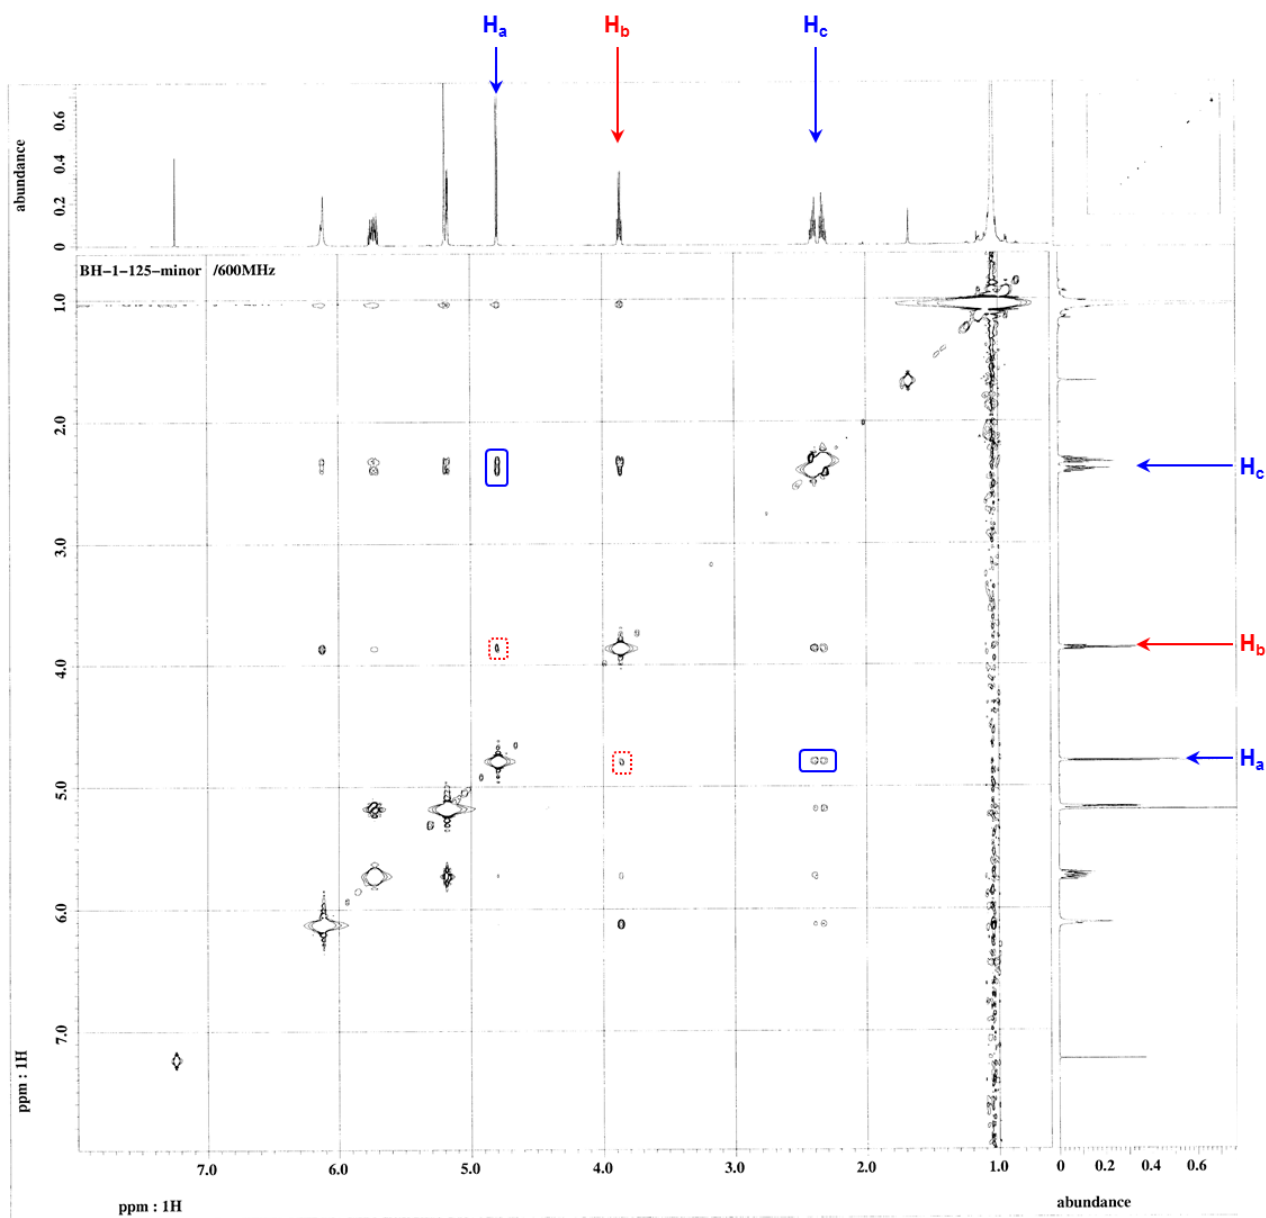 Ha Hb Hc
abundance
0.6
0.4
0.2
0
BH−1−125−minor /600MHz
1.0
2.0
3.0
4.0
5.0
6.0
7.0
ppm : 1H
Hc
Hb
Ha
7.0 6.0 5.0 4.0 3.0 2.0 1.0 0 0.2 0.4 0.6
ppm : 1H
abundance